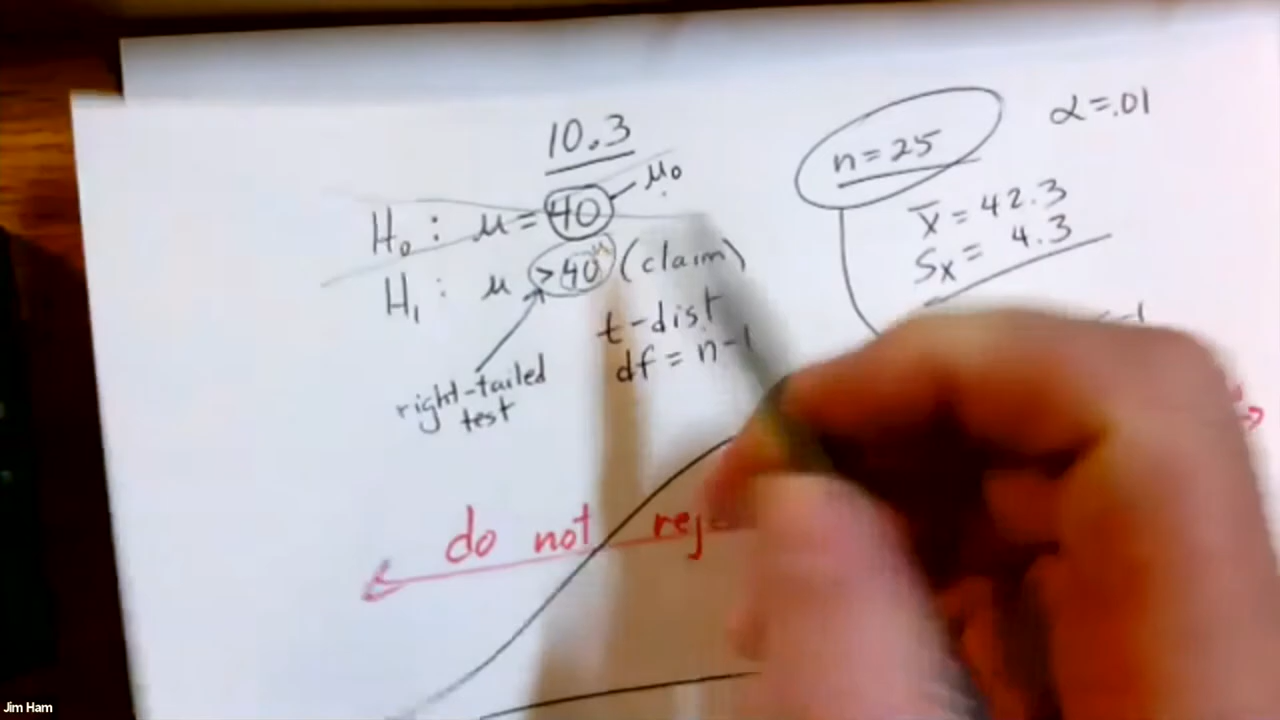 10.3
H₀ : μ = 40 μ₀
H₁ : μ > 40 (claim)
right-tailed
test
t-dist
df = n-1
n = 25
α = .01
x̄ = 42.3
Sx = 4.3
do not
Jim Ham